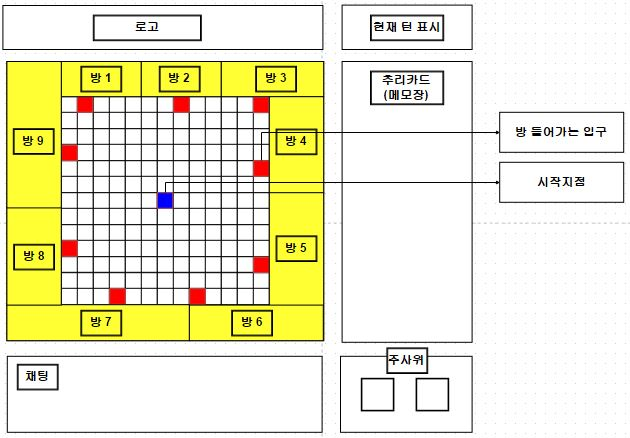 로고
현재 턴 표시
방 1
방 2
방 3
추리카드
(메모장)
방 9
방 4
방 들어가는 입구
시작지점
방 8
방 5
방 7
방 6
채팅
주사위